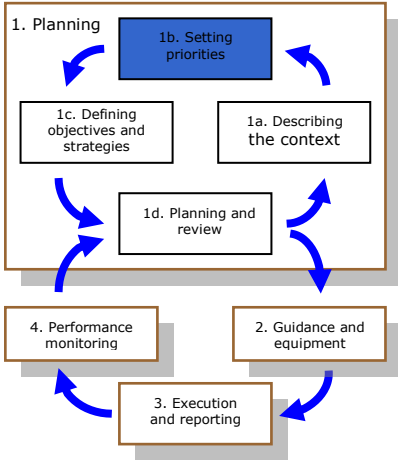 1. Planning
1b. Setting
priorities
1c. Defining
objectives and
strategies
1a. Describing
the context
1d. Planning and
review
4. Performance
monitoring
2. Guidance and
equipment
3. Execution
and reporting